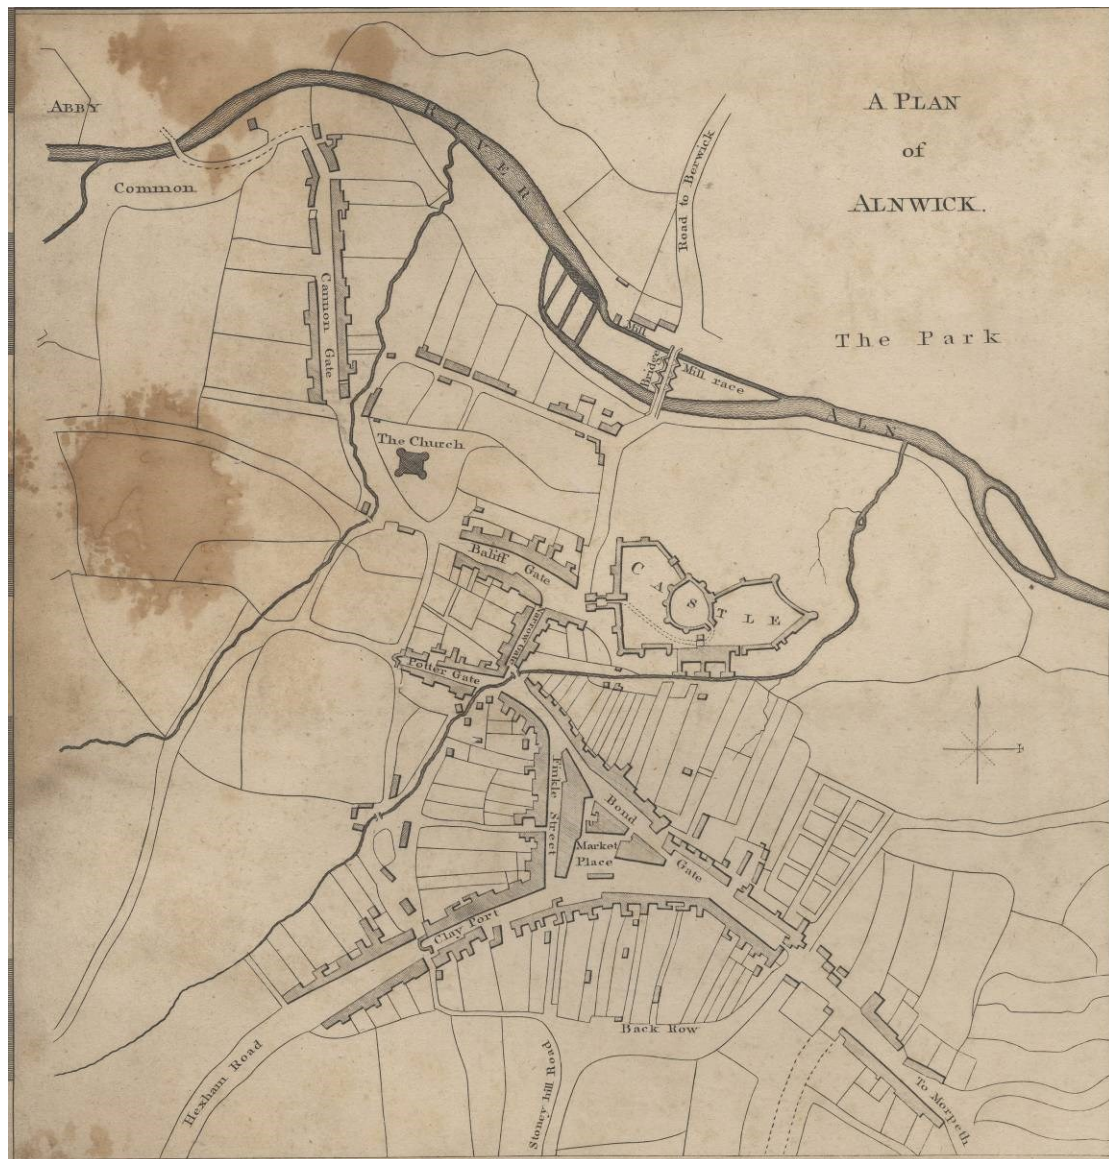 A PLAN
of
ALNWICK.
The Park
ABBY
Common
RIVER
ALN
Road to Berwick
Mill
Bridge
Mill race
Cannon Gate
The Church
Baliff Gate
CASTLE
Narrow Gate
Potter Gate
Finkle Street
Bond Gate
Market
Place
Clay Port
Back Row
Hexham Road
Stoney hill Road
To Morpeth